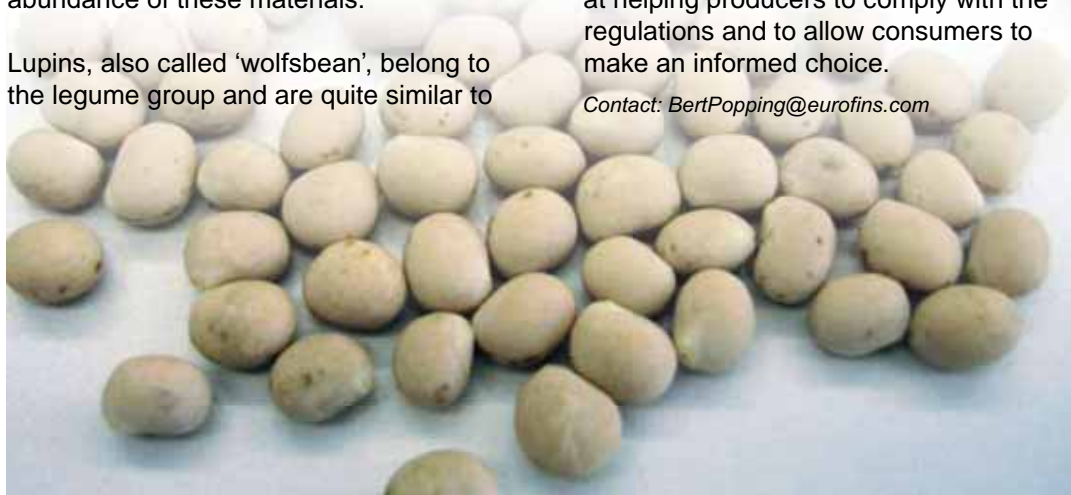 abundance of these materials.
Lupins, also called ‘wolfsbean’, belong to
the legume group and are quite similar to
at helping producers to comply with the
regulations and to allow consumers to
make an informed choice.
Contact: BertPopping@eurofins.com